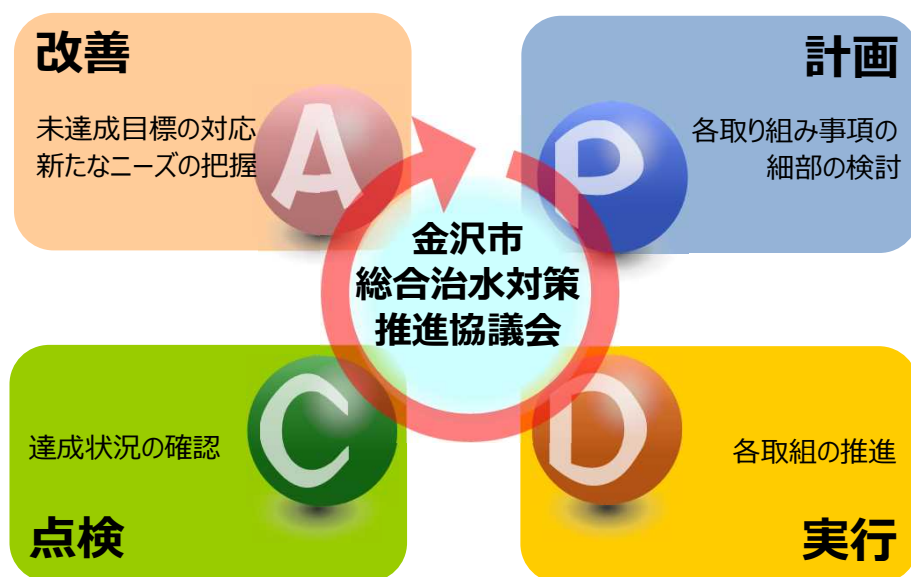 改善
未達成目標の対応
新たなニーズの把握
A
計画
各取り組み事項の
細部の検討
P
金沢市
総合治水対策
推進協議会
達成状況の確認
点検
C
各取組の推進
実行
D